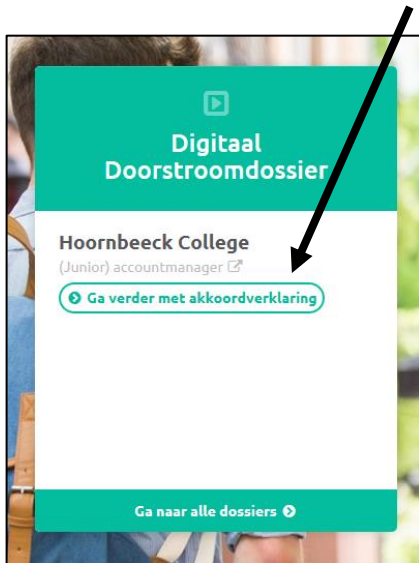 Digitaal
Doorstroomdossier
Hoornbeeck College
(Junior) accountmanager
Ga verder met akkoordverklaring
Ga naar alle dossiers